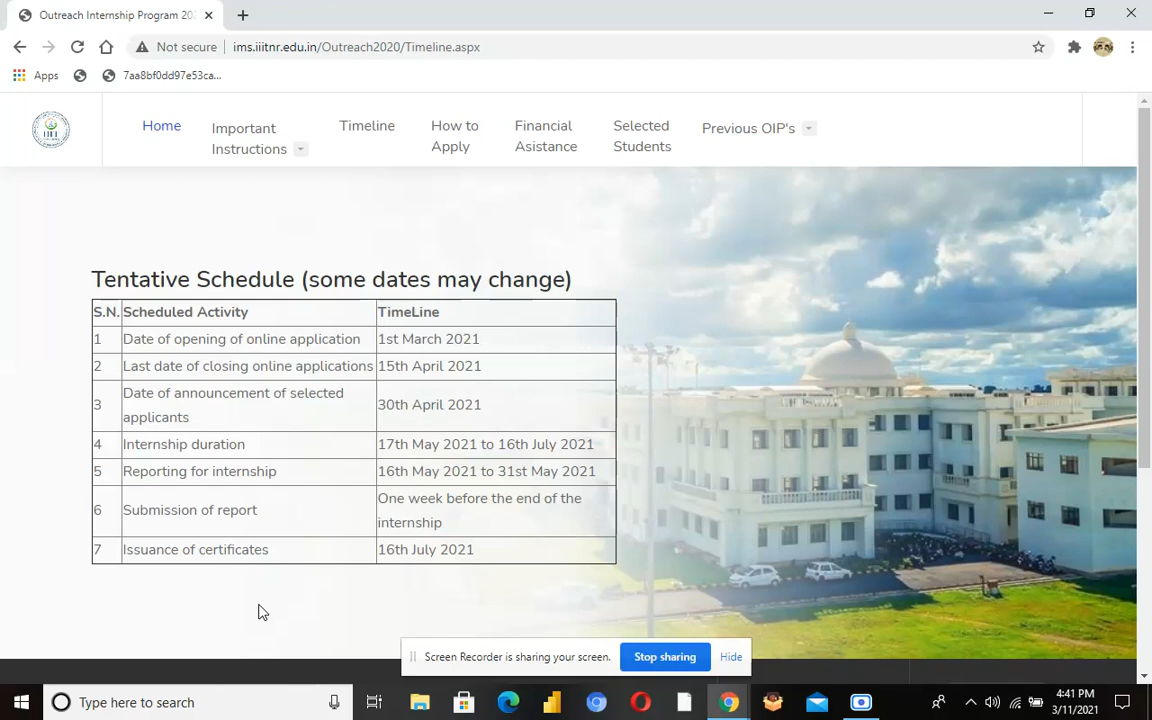 Outreach Internship Program 20
Not secure
ims.iiitnr.edu.in/Outreach2020/Timeline.aspx
Apps
7aa8bf0dd97e53ca...
Home
Important
Instructions
Timeline
How to
Apply
Financial
Asistance
Selected
Students
Previous OIP's
Tentative Schedule (some dates may change)
S.N. Scheduled Activity TimeLine
1 Date of opening of online application 1st March 2021
2 Last date of closing online applications 15th April 2021
3 Date of announcement of selected
applicants 30th April 2021
4 Internship duration 17th May 2021 to 16th July 2021
5 Reporting for internship 16th May 2021 to 31st May 2021
6 Submission of report One week before the end of the
internship
7 Issuance of certificates 16th July 2021
Screen Recorder is sharing your screen. Stop sharing Hide
Type here to search
4:41 PM
3/11/2021